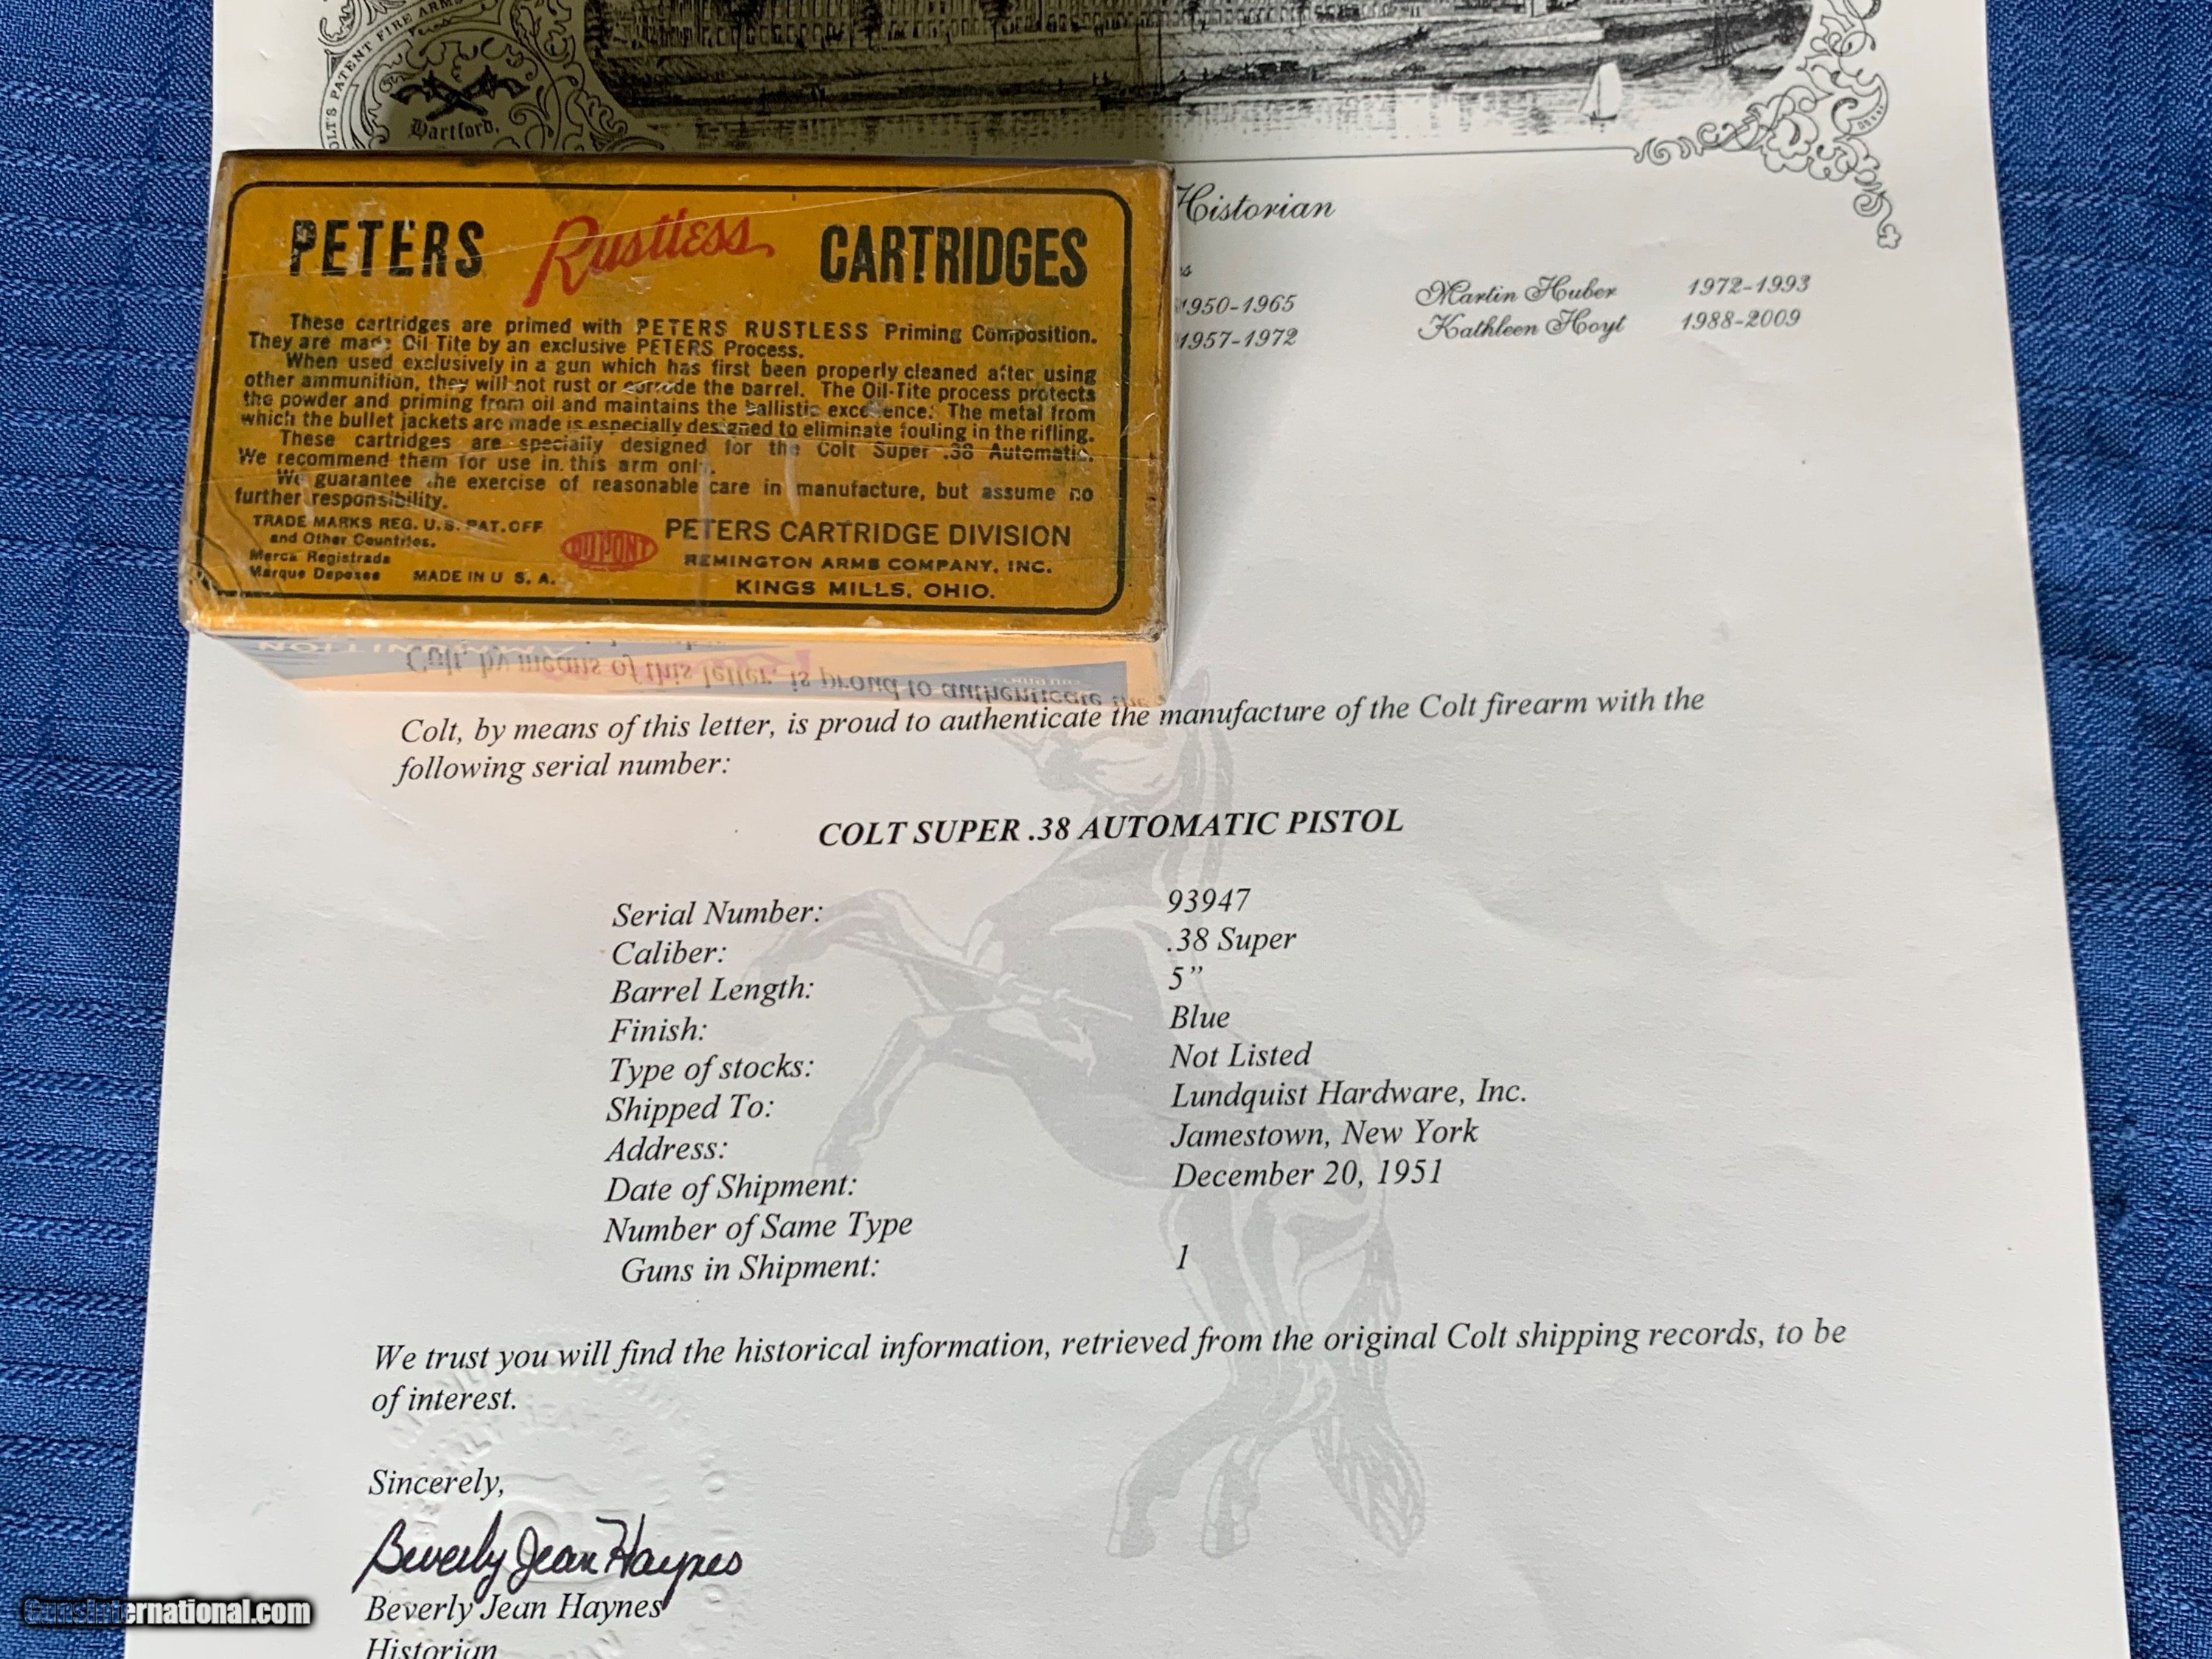 OLT'S PATENT FIRE ARMS
Hartford,
Historian
1950-1965
1957-1972
Martin Huber 1972-1993
Kathleen Hoyt 1988-2009
PETERS Rustless CARTRIDGES
These cartridges are primed with PETERS RUSTLESS Priming Composition.
They are made Oil-Tite by an exclusive PETERS Process.
When used exclusively in a gun which has first been properly cleaned after using
other ammunition, they will not rust or corrode the barrel. The Oil-Tite process protects
the powder and priming from oil and maintains the ballistic excellence. The metal from
which the bullet jackets are made is especially designed to eliminate fouling in the rifling.
These cartridges are specially designed for the Colt Super .38 Automatic.
We recommend them for use in this arm only.
We guarantee the exercise of reasonable care in manufacture, but assume no
further responsibility.
TRADE MARKS REG. U.S. PAT. OFF
and Other Countries.
Marca Registrada
Marque Deposee MADE IN U S. A.
DU PONT
PETERS CARTRIDGE DIVISION
REMINGTON ARMS COMPANY, INC.
KINGS MILLS, OHIO.
Colt, by means of this letter, is proud to authenticate the manufacture of the Colt firearm with the
following serial number:
COLT SUPER .38 AUTOMATIC PISTOL
Serial Number: 93947
Caliber: .38 Super
Barrel Length: 5"
Finish: Blue
Type of stocks: Not Listed
Shipped To: Lundquist Hardware, Inc.
Address: Jamestown, New York
Date of Shipment: December 20, 1951
Number of Same Type
Guns in Shipment: 1
We trust you will find the historical information, retrieved from the original Colt shipping records, to be
of interest.
Sincerely,
Beverly Jean Haynes
Beverly Jean Haynes
Historian
GunsInternational.com